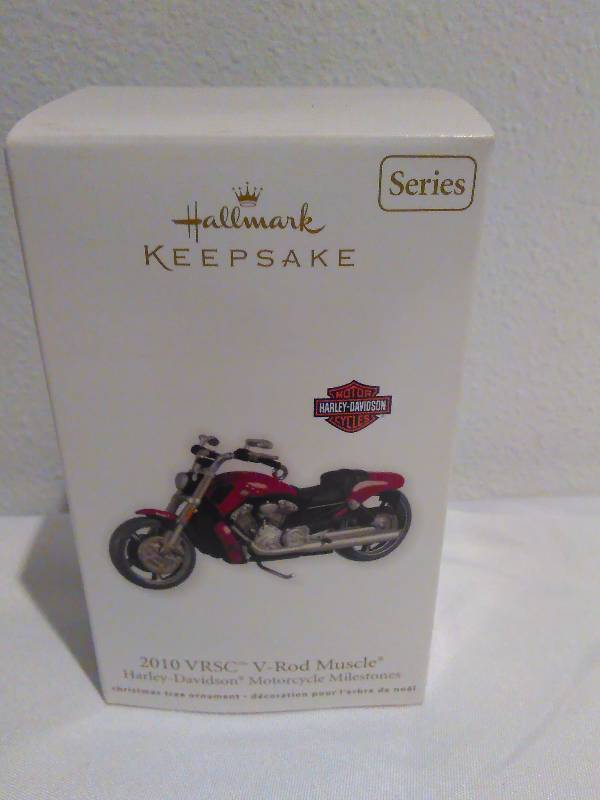 Series
Hallmark
KEEPSAKE
MOTOR
HARLEY-DAVIDSON
CYCLES
2010 VRSC™ V-Rod Muscle®
Harley-Davidson® Motorcycle Milestones
christmas tree ornament - décoration pour l'arbre de noël